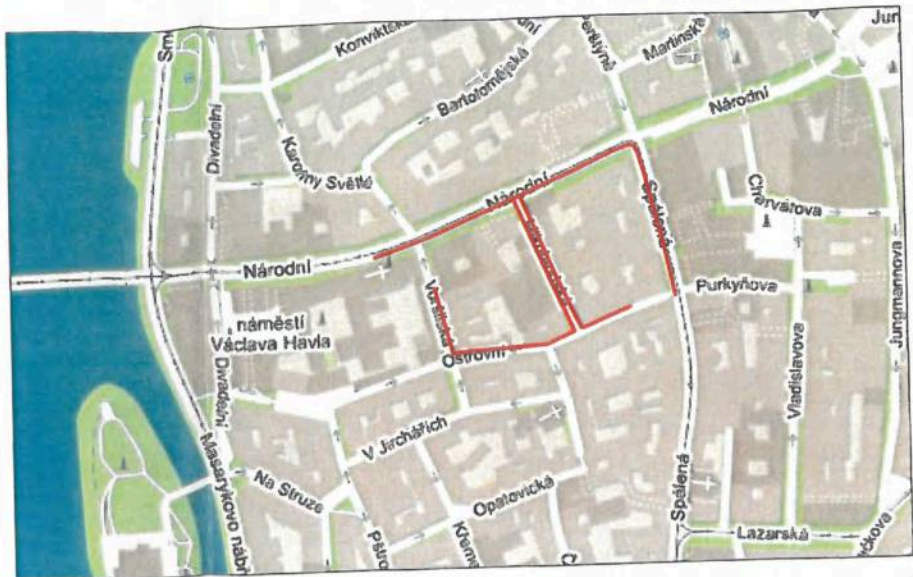 Konviktská
Bartolomějská
Martinská
Národní
Divadelní
Karoliny Světlé
Národní
Spálená
Charvátova
Národní
Purkyňova
Jungmannova
náměstí
Václava Havla
Voršilská
Ostrovní
Divadelní
Vladislavova
V Jirchářích
Masarykovo nábř
Na Struze
Opatovická
Spálená
Lazarská